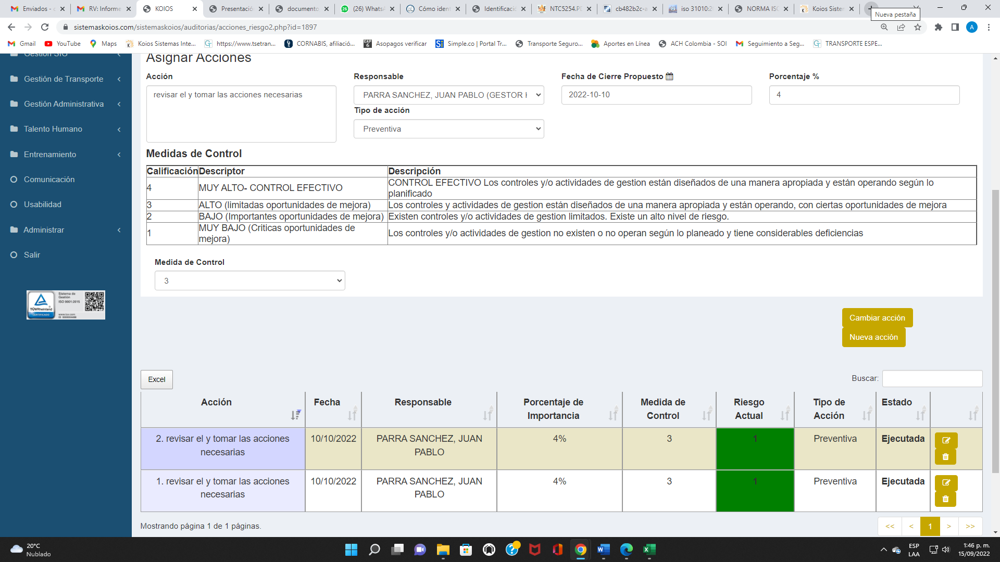 Enviados - c
RV: Informe
KOIOS
Presentació
documento
(26) WhatsA
Cómo ident
Identificaci
NTC5254.PD
cb482b2c-a
iso 31010:2
NORMA ISO
Koios Sister
Nueva pestaña
sistemaskoios.com/sistemaskoios/auditorias/acciones_riesgo2.php?id=1897
A
Gmail
YouTube
Maps
Koios Sistemas Inte...
https://www.tsetran...
CORNABIS, afiliació...
Asopagos verificar
Simple.co | Portal Tr...
Transporte Seguro...
Aportes en Línea
ACH Colombia - SOI
Seguimiento a Seg...
TRANSPORTE ESPE...
Gestión SIG
Gestión de Transporte
Gestión Administrativa
Talento Humano
Entrenamiento
Comunicación
Usabilidad
Administrar
Salir
Sistema de
Gestión
ISO 9001:2015
TÜVRheinland
CERTIFICADO
www.tuv.com
Asignar Acciones
Acción
Responsable
Fecha de Cierre Propuesto
Porcentaje %
revisar el y tomar las acciones necesarias
PARRA SANCHEZ, JUAN PABLO (GESTOR
2022-10-10
4
Tipo de acción
Preventiva
Medidas de Control
Calificación Descriptor Descripción
4 MUY ALTO- CONTROL EFECTIVO CONTROL EFECTIVO Los controles y/o actividades de gestion están diseñados de una manera apropiada y están operando según lo
planificado
3 ALTO (limitadas oportunidades de mejora) Los controles y actividades de gestion están diseñados de una manera apropiada y están operando, con ciertas oportunidades de mejora
2 BAJO (Importantes oportunidades de mejora) Existen controles y/o actividades de gestion limitados. Existe un alto nivel de riesgo.
1 MUY BAJO (Criticas oportunidades de
mejora) Los controles y/o actividades de gestion no existen o no operan según lo planeado y tiene considerables deficiencias
Medida de Control
3
Cambiar acción
Nueva acción
Excel
Buscar:
Acción Fecha Responsable Porcentaje de Importancia Medida de Control Riesgo Actual Tipo de Acción Estado
2. revisar el y tomar las acciones necesarias 10/10/2022 PARRA SANCHEZ, JUAN PABLO 4% 3 1 Preventiva Ejecutada
1. revisar el y tomar las acciones necesarias 10/10/2022 PARRA SANCHEZ, JUAN PABLO 4% 3 1 Preventiva Ejecutada
Mostrando página 1 de 1 páginas.
<< < 1 > >>
20°C
Nublado
ESP
LAA
1:46 p. m.
15/09/2022